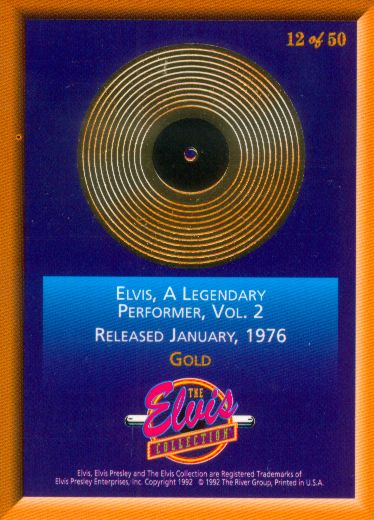 12 of 50
ELVIS, A LEGENDARY
PERFORMER, VOL. 2
RELEASED JANUARY, 1976
GOLD
THE
Elvis
COLLECTION
Elvis, Elvis Presley and The Elvis Collection are Registered Trademarks of
Elvis Presley Enterprises, Inc. Copyright 1992 © 1992 The River Group, Printed in U.S.A.